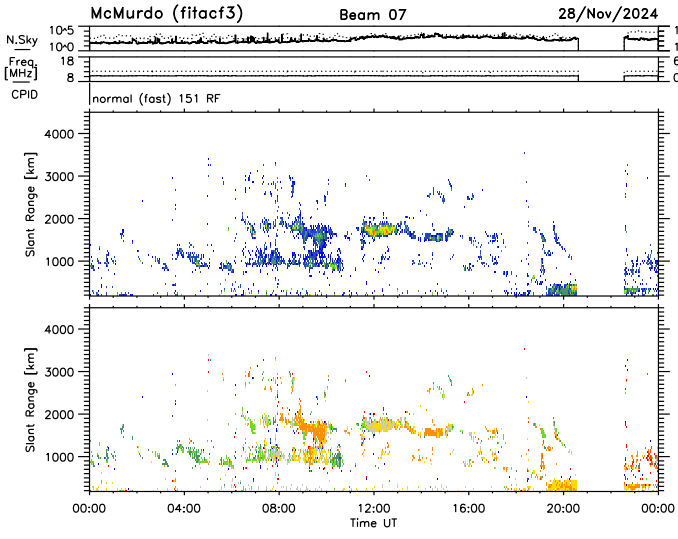 McMurdo (fitacf3) Beam 07 28/Nov/2024
N.Sky 10^5 10^0
Freq. [MHz] 18 8 6 0
CPID normal (fast) 151 RF
Slant Range [km] 4000 3000 2000 1000
Slant Range [km] 4000 3000 2000 1000
00:00 04:00 08:00 12:00 16:00 20:00 00:00
Time UT